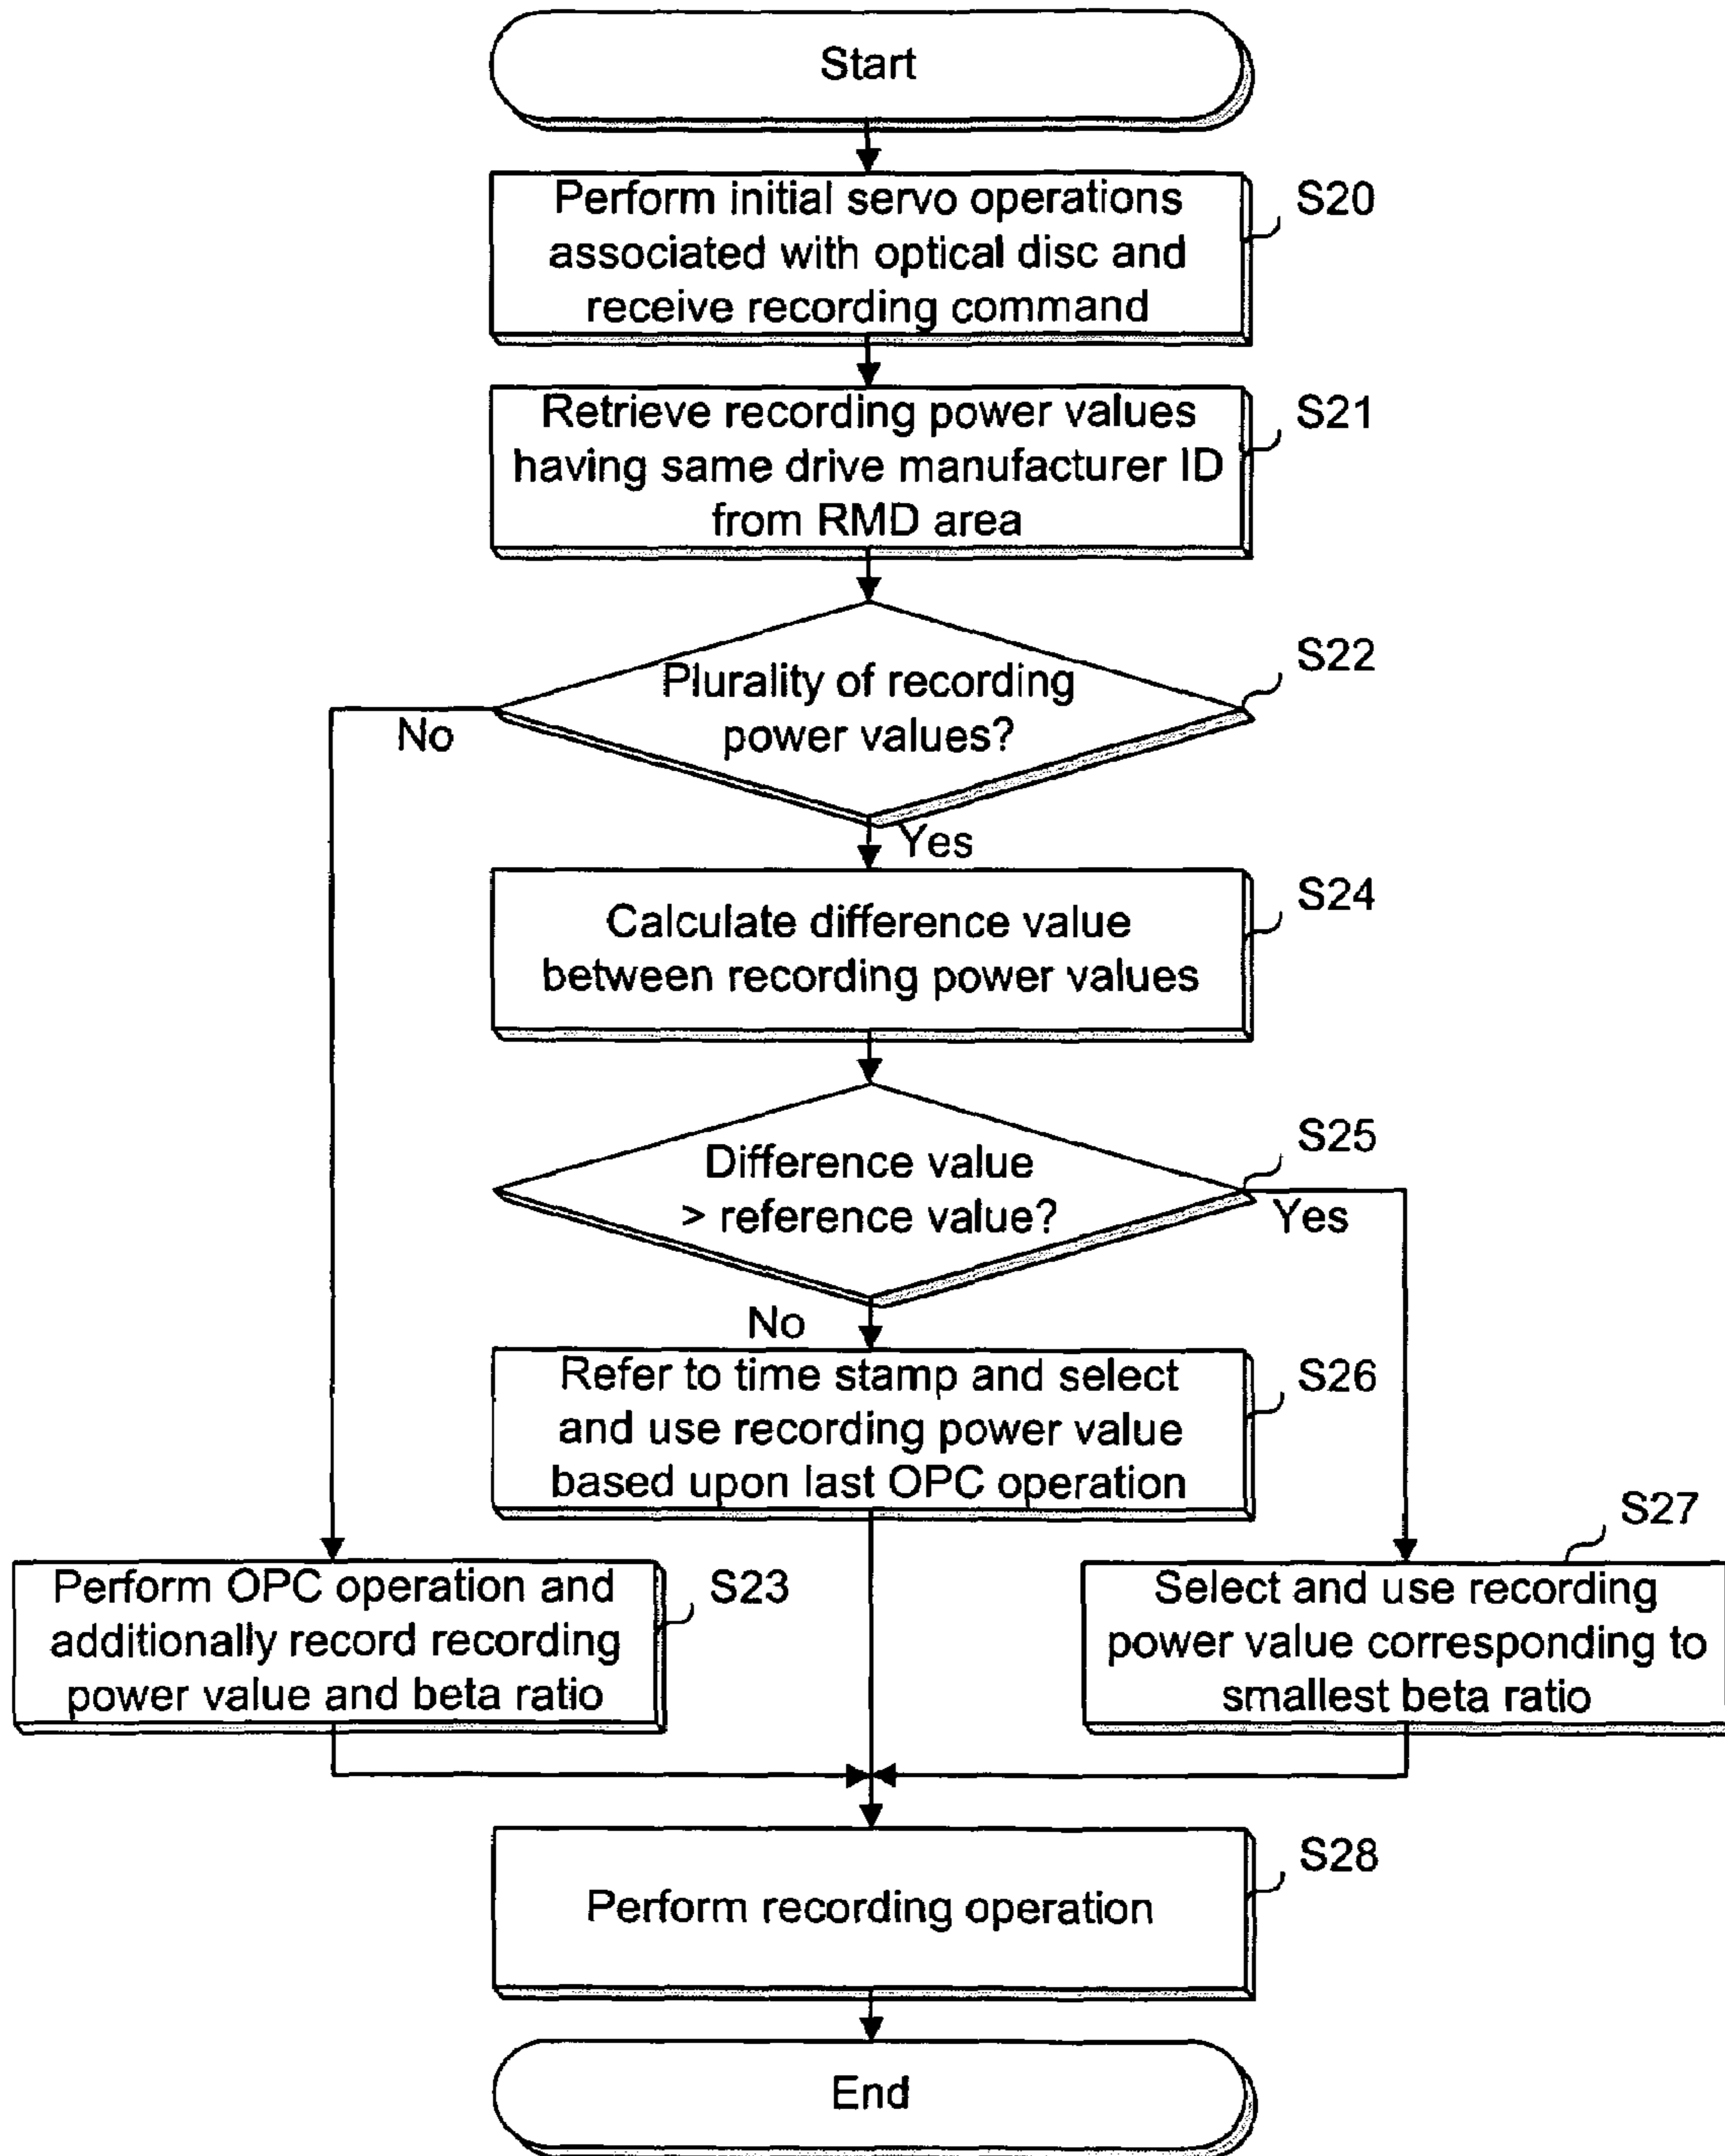 Start
Perform initial servo operations
associated with optical disc and
receive recording command
S20
Retrieve recording power values
having same drive manufacturer ID
from RMD area
S21
Plurality of recording
power values?
S22
No
Yes
Calculate difference value
between recording power values
S24
Difference value
> reference value?
S25
Yes
No
Refer to time stamp and select
and use recording power value
based upon last OPC operation
S26
Perform OPC operation and
additionally record recording
power value and beta ratio
S23
Select and use recording
power value corresponding to
smallest beta ratio
S27
Perform recording operation
S28
End